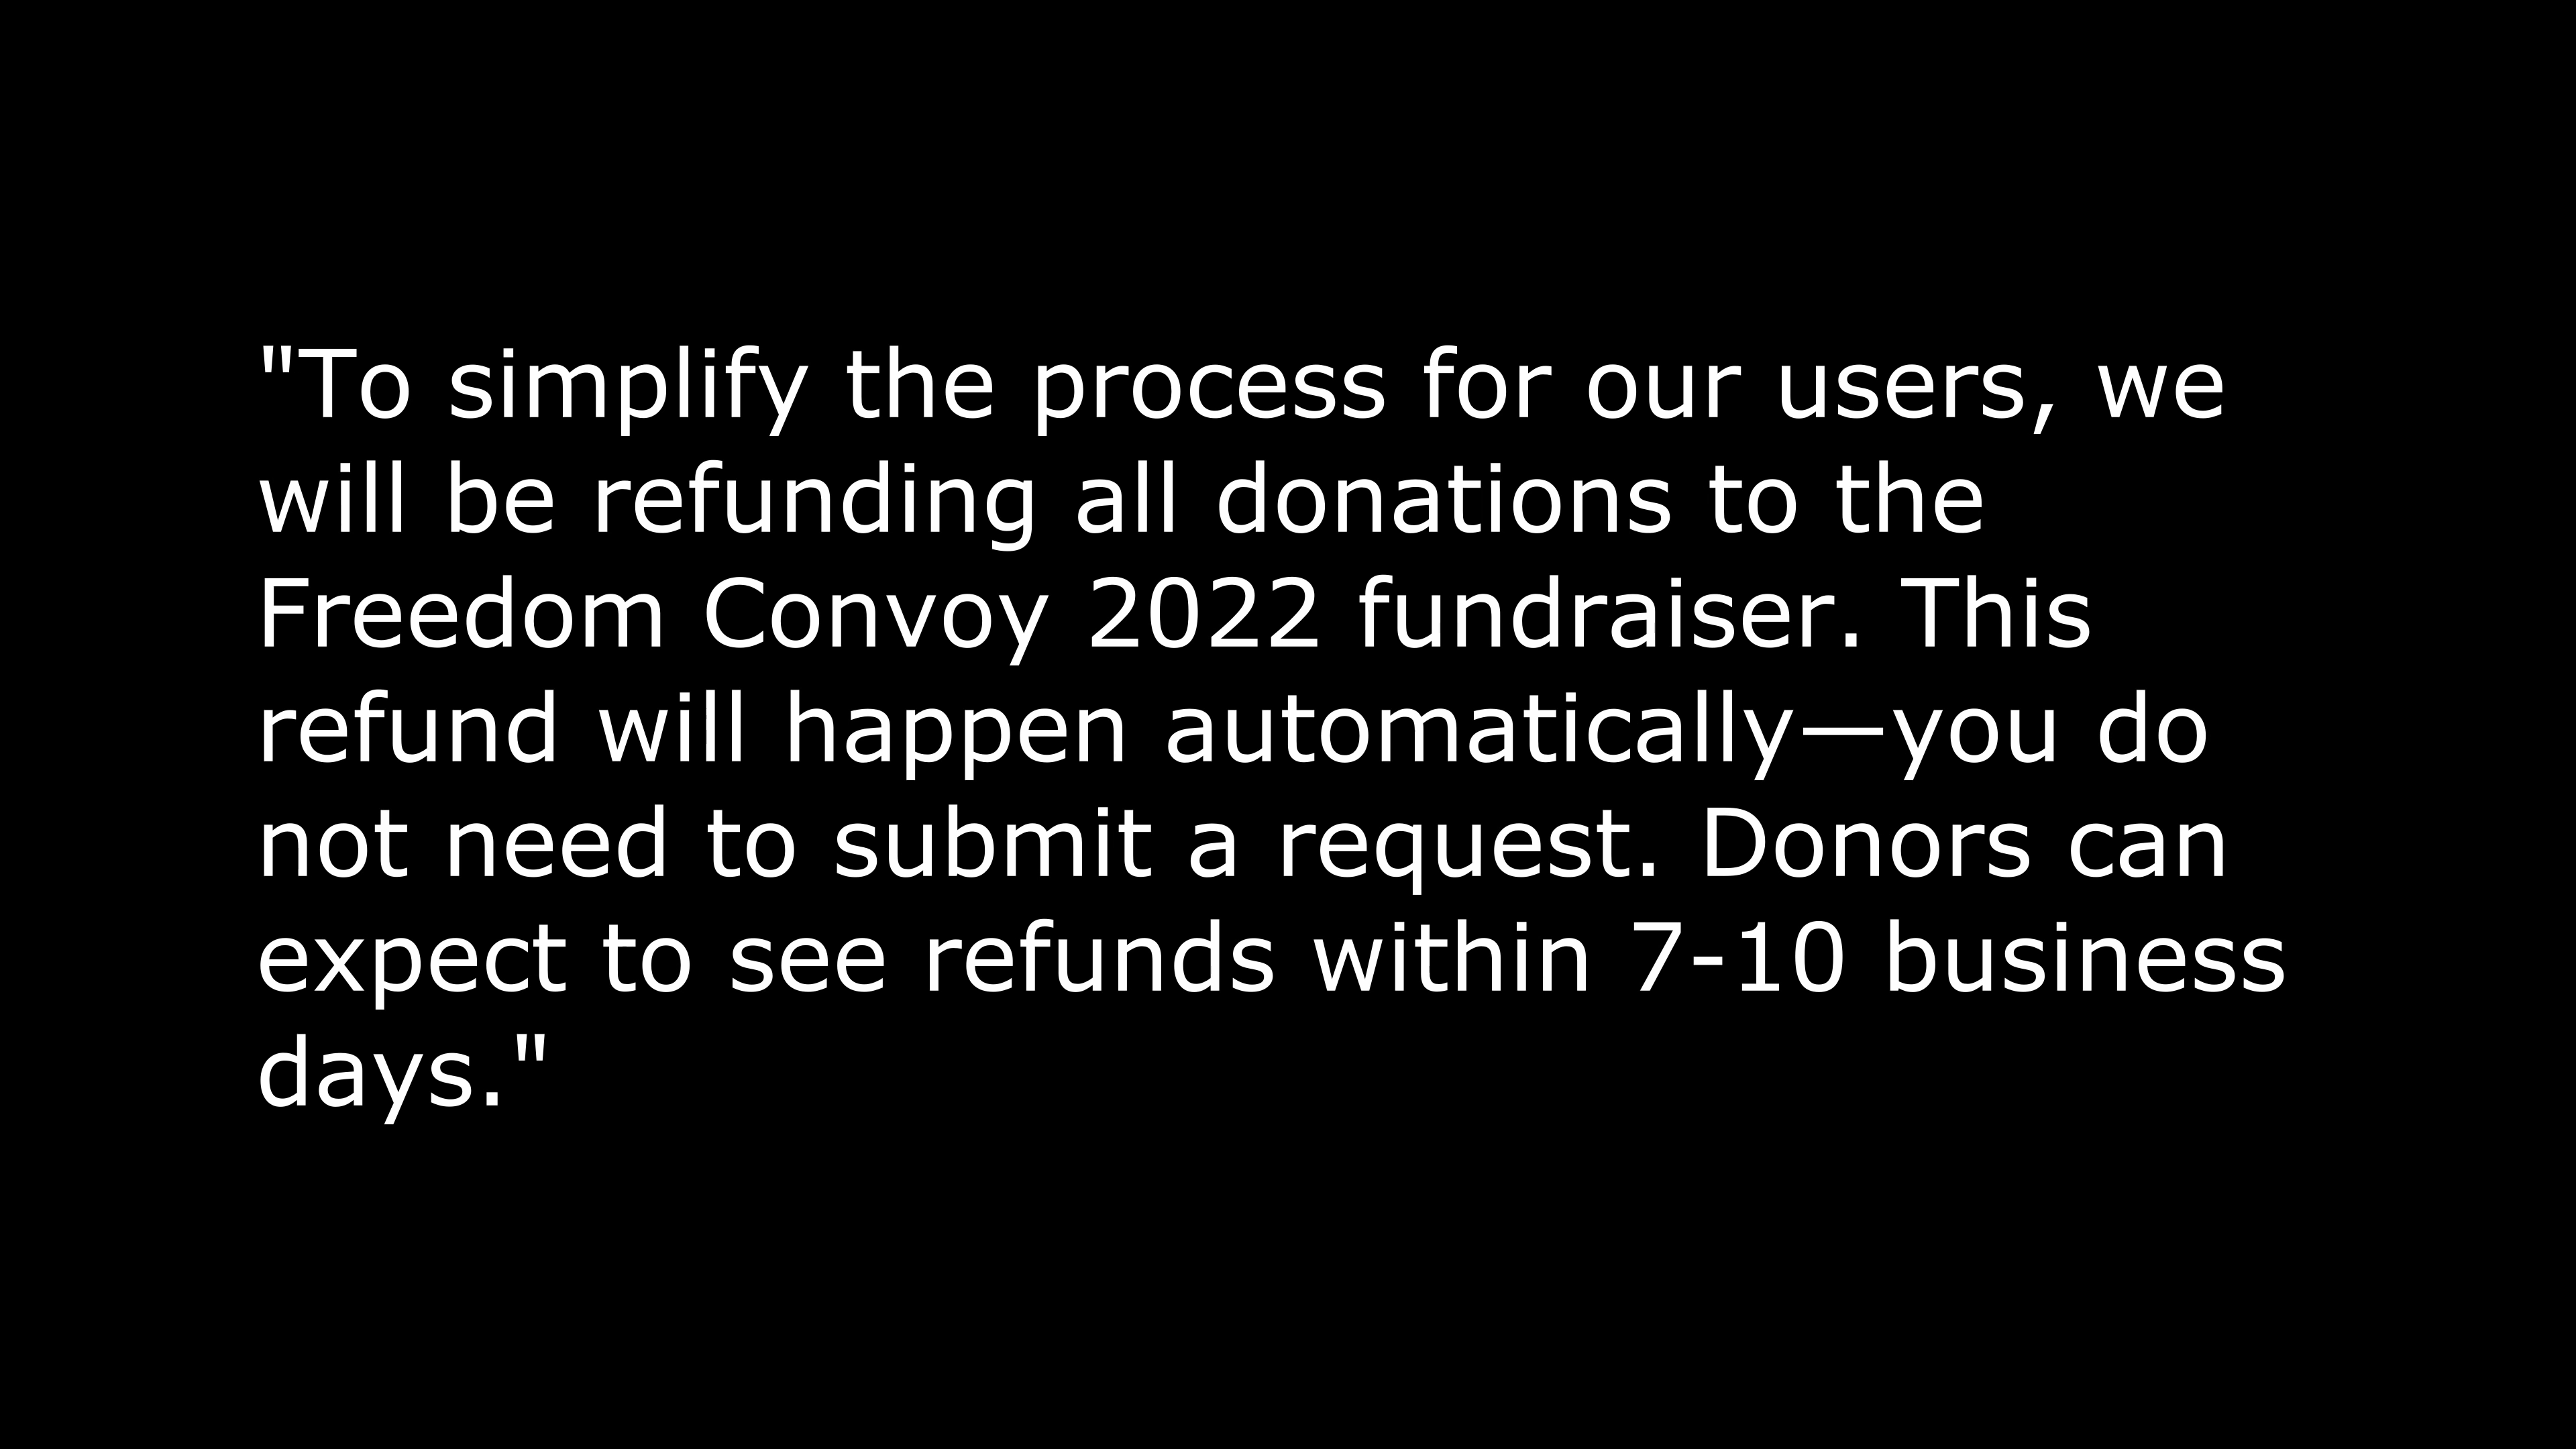 "To simplify the process for our users, we
will be refunding all donations to the
Freedom Convoy 2022 fundraiser. This
refund will happen automatically—you do
not need to submit a request. Donors can
expect to see refunds within 7-10 business
days."